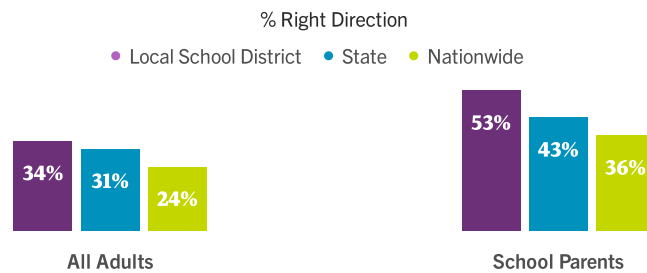 % Right Direction
Local School District State Nationwide
34% 31% 24% 53% 43% 36%
All Adults School Parents